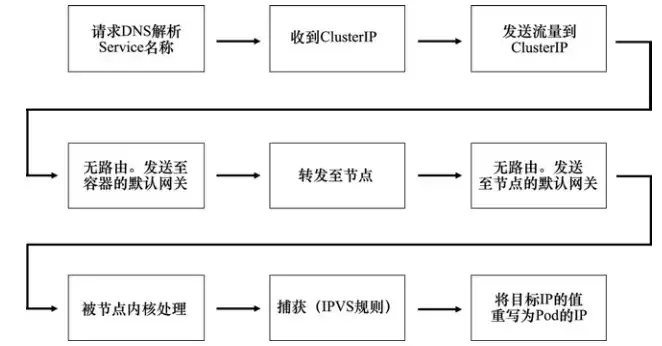 请求DNS解析
Service名称
收到ClusterIP
发送流量到
ClusterIP
无路由。发送至
容器的默认网关
转发至节点
无路由。发送
至节点的默认网关
被节点内核处理
捕获（IPVS规则）
将目标IP的值
重写为Pod的IP